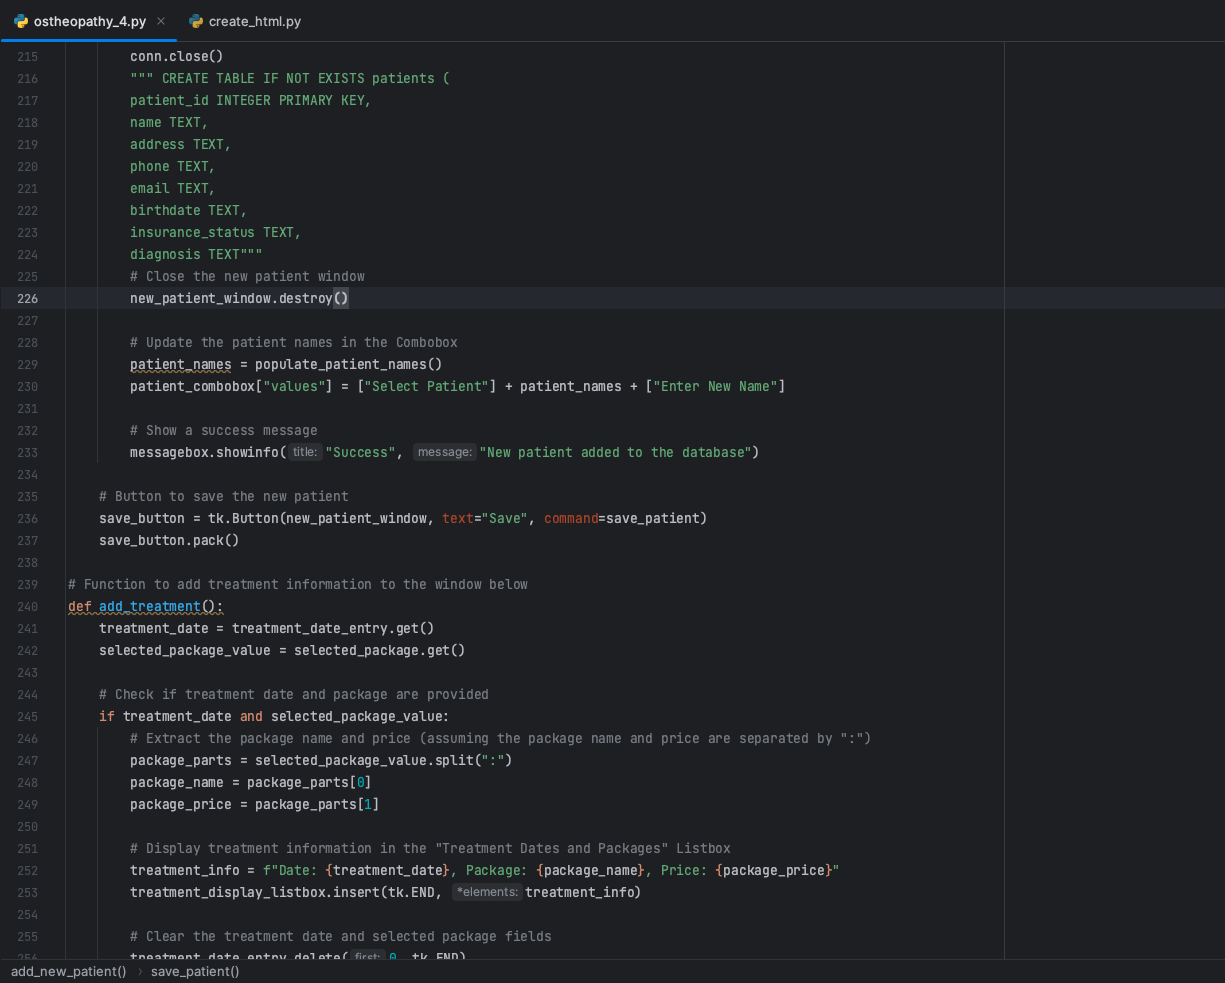 ostheopathy_4.py × create_html.py
215 conn.close()
216 """ CREATE TABLE IF NOT EXISTS patients (
217 patient_id INTEGER PRIMARY KEY,
218 name TEXT,
219 address TEXT,
220 phone TEXT,
221 email TEXT,
222 birthdate TEXT,
223 insurance_status TEXT,
224 diagnosis TEXT"""
225 # Close the new patient window
226 new_patient_window.destroy()
227
228 # Update the patient names in the Combobox
229 patient_names = populate_patient_names()
230 patient_combobox["values"] = ["Select Patient"] + patient_names + ["Enter New Name"]
231
232 # Show a success message
233 messagebox.showinfo( title: "Success", message: "New patient added to the database")
234
235 # Button to save the new patient
236 save_button = tk.Button(new_patient_window, text="Save", command=save_patient)
237 save_button.pack()
238
239 # Function to add treatment information to the window below
240 def add_treatment():
241 treatment_date = treatment_date_entry.get()
242 selected_package_value = selected_package.get()
243
244 # Check if treatment date and package are provided
245 if treatment_date and selected_package_value:
246 # Extract the package name and price (assuming the package name and price are separated by ":")
247 package_parts = selected_package_value.split(":")
248 package_name = package_parts[0]
249 package_price = package_parts[1]
250
251 # Display treatment information in the "Treatment Dates and Packages" Listbox
252 treatment_info = f"Date: {treatment_date}, Package: {package_name}, Price: {package_price}"
253 treatment_display_listbox.insert(tk.END, *elements: treatment_info)
254
255 # Clear the treatment date and selected package fields
256 treatment_date_entry.delete( first: 0, tk.END)
add_new_patient() › save_patient()